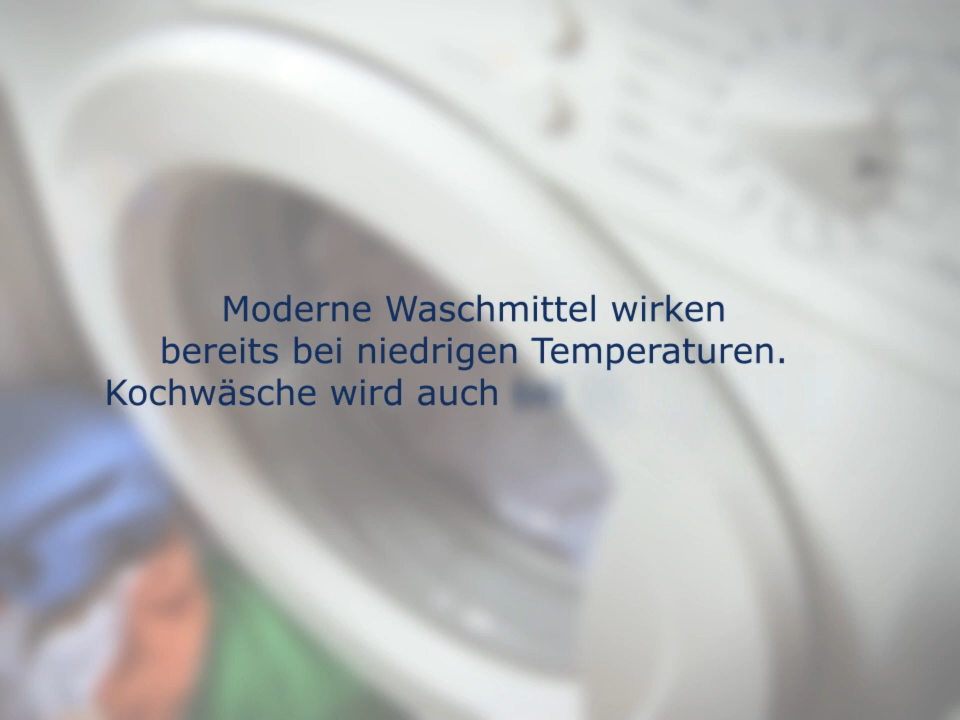 Moderne Waschmittel wirken
bereits bei niedrigen Temperaturen.
Kochwäsche wird auch